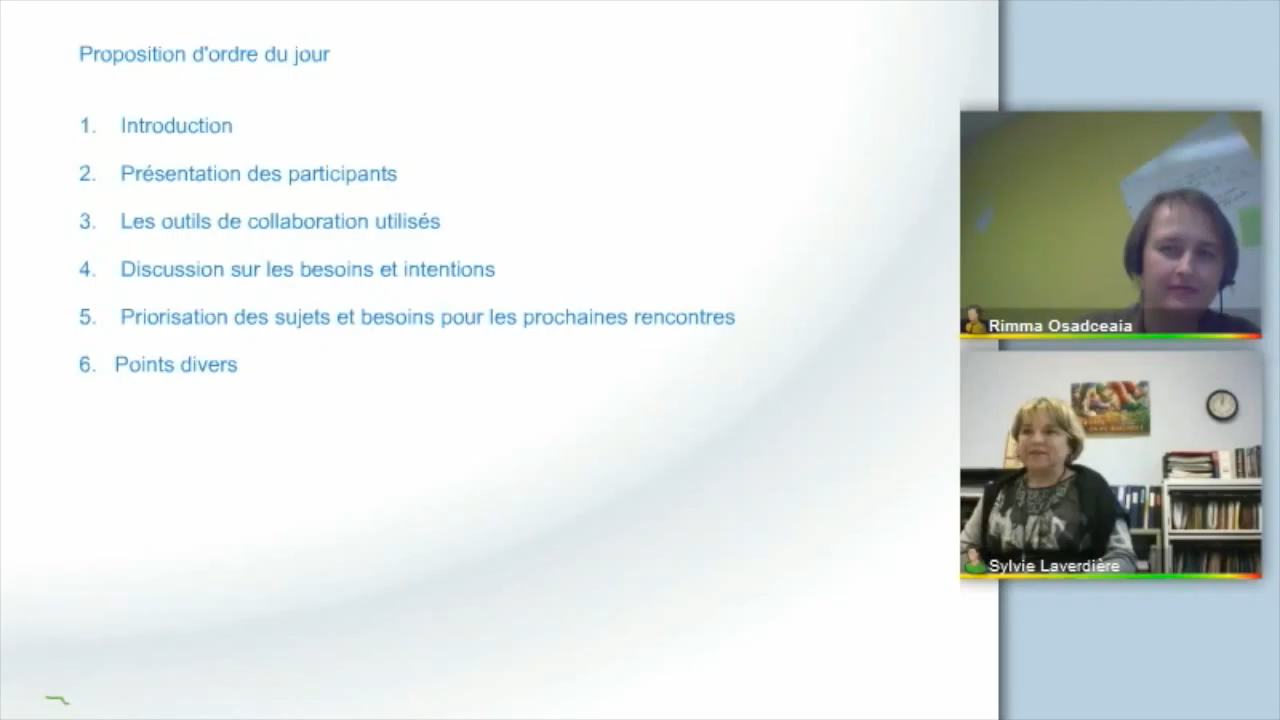 Proposition d'ordre du jour
1. Introduction
2. Présentation des participants
3. Les outils de collaboration utilisés
4. Discussion sur les besoins et intentions
5. Priorisation des sujets et besoins pour les prochaines rencontres
6. Points divers
Rimma Osadceaia
Sylvie Laverdière